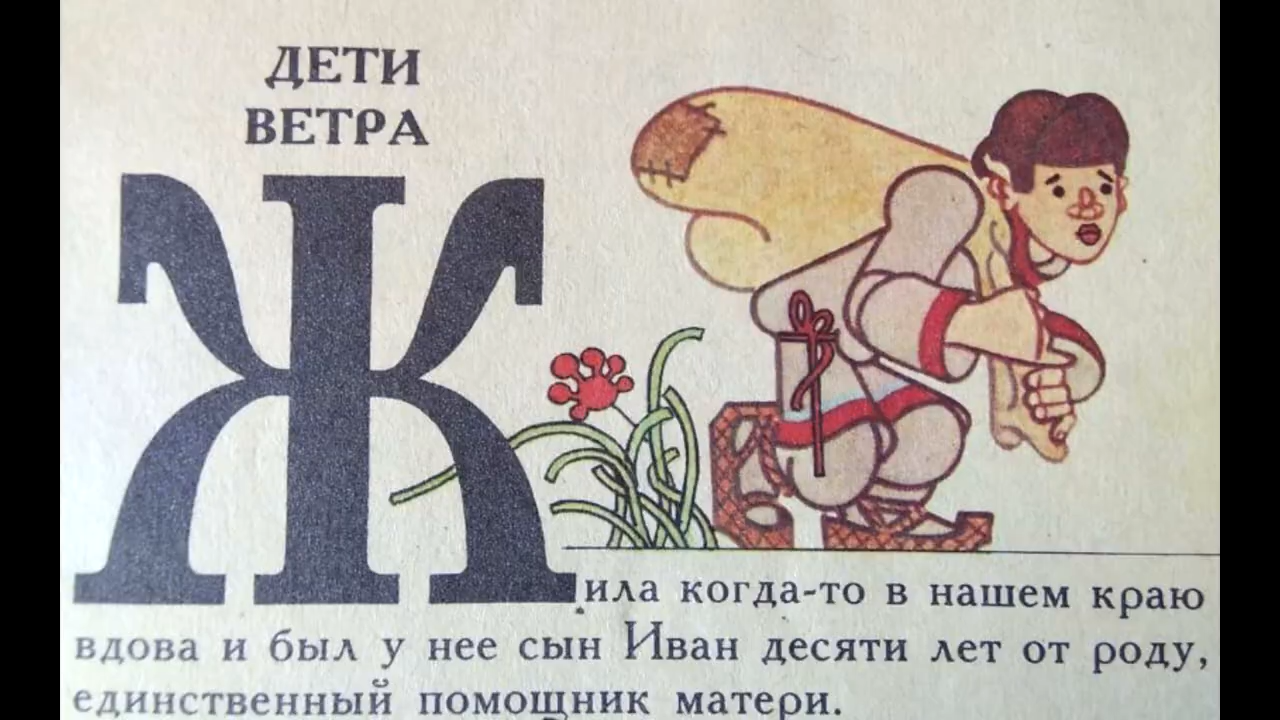 ДЕТИ
ВЕТРА
Жила когда-то в нашем краю
вдова и был у нее сын Иван десяти лет от роду,
единственный помощник матери.